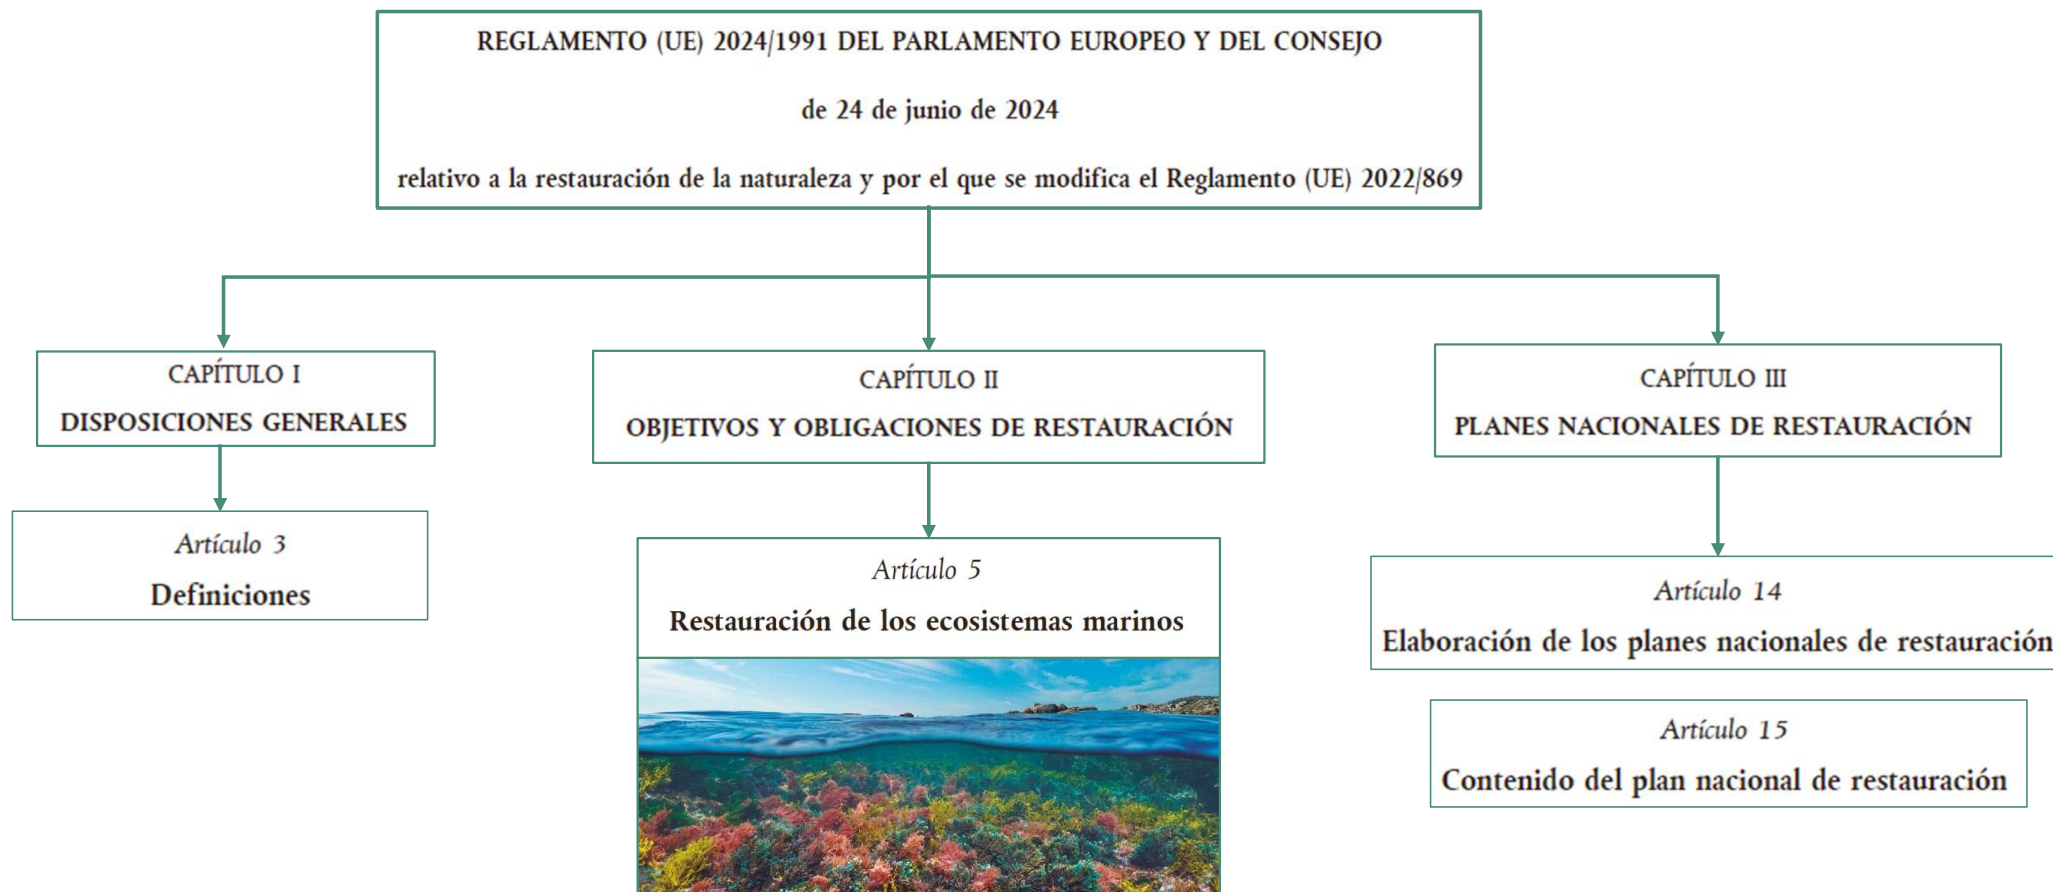 REGLAMENTO (UE) 2024/1991 DEL PARLAMENTO EUROPEO Y DEL CONSEJO
de 24 de junio de 2024
relativo a la restauración de la naturaleza y por el que se modifica el Reglamento (UE) 2022/869
CAPÍTULO I
DISPOSICIONES GENERALES
Artículo 3
Definiciones
CAPÍTULO II
OBJETIVOS Y OBLIGACIONES DE RESTAURACIÓN
Artículo 5
Restauración de los ecosistemas marinos
CAPÍTULO III
PLANES NACIONALES DE RESTAURACIÓN
Artículo 14
Elaboración de los planes nacionales de restauración
Artículo 15
Contenido del plan nacional de restauración